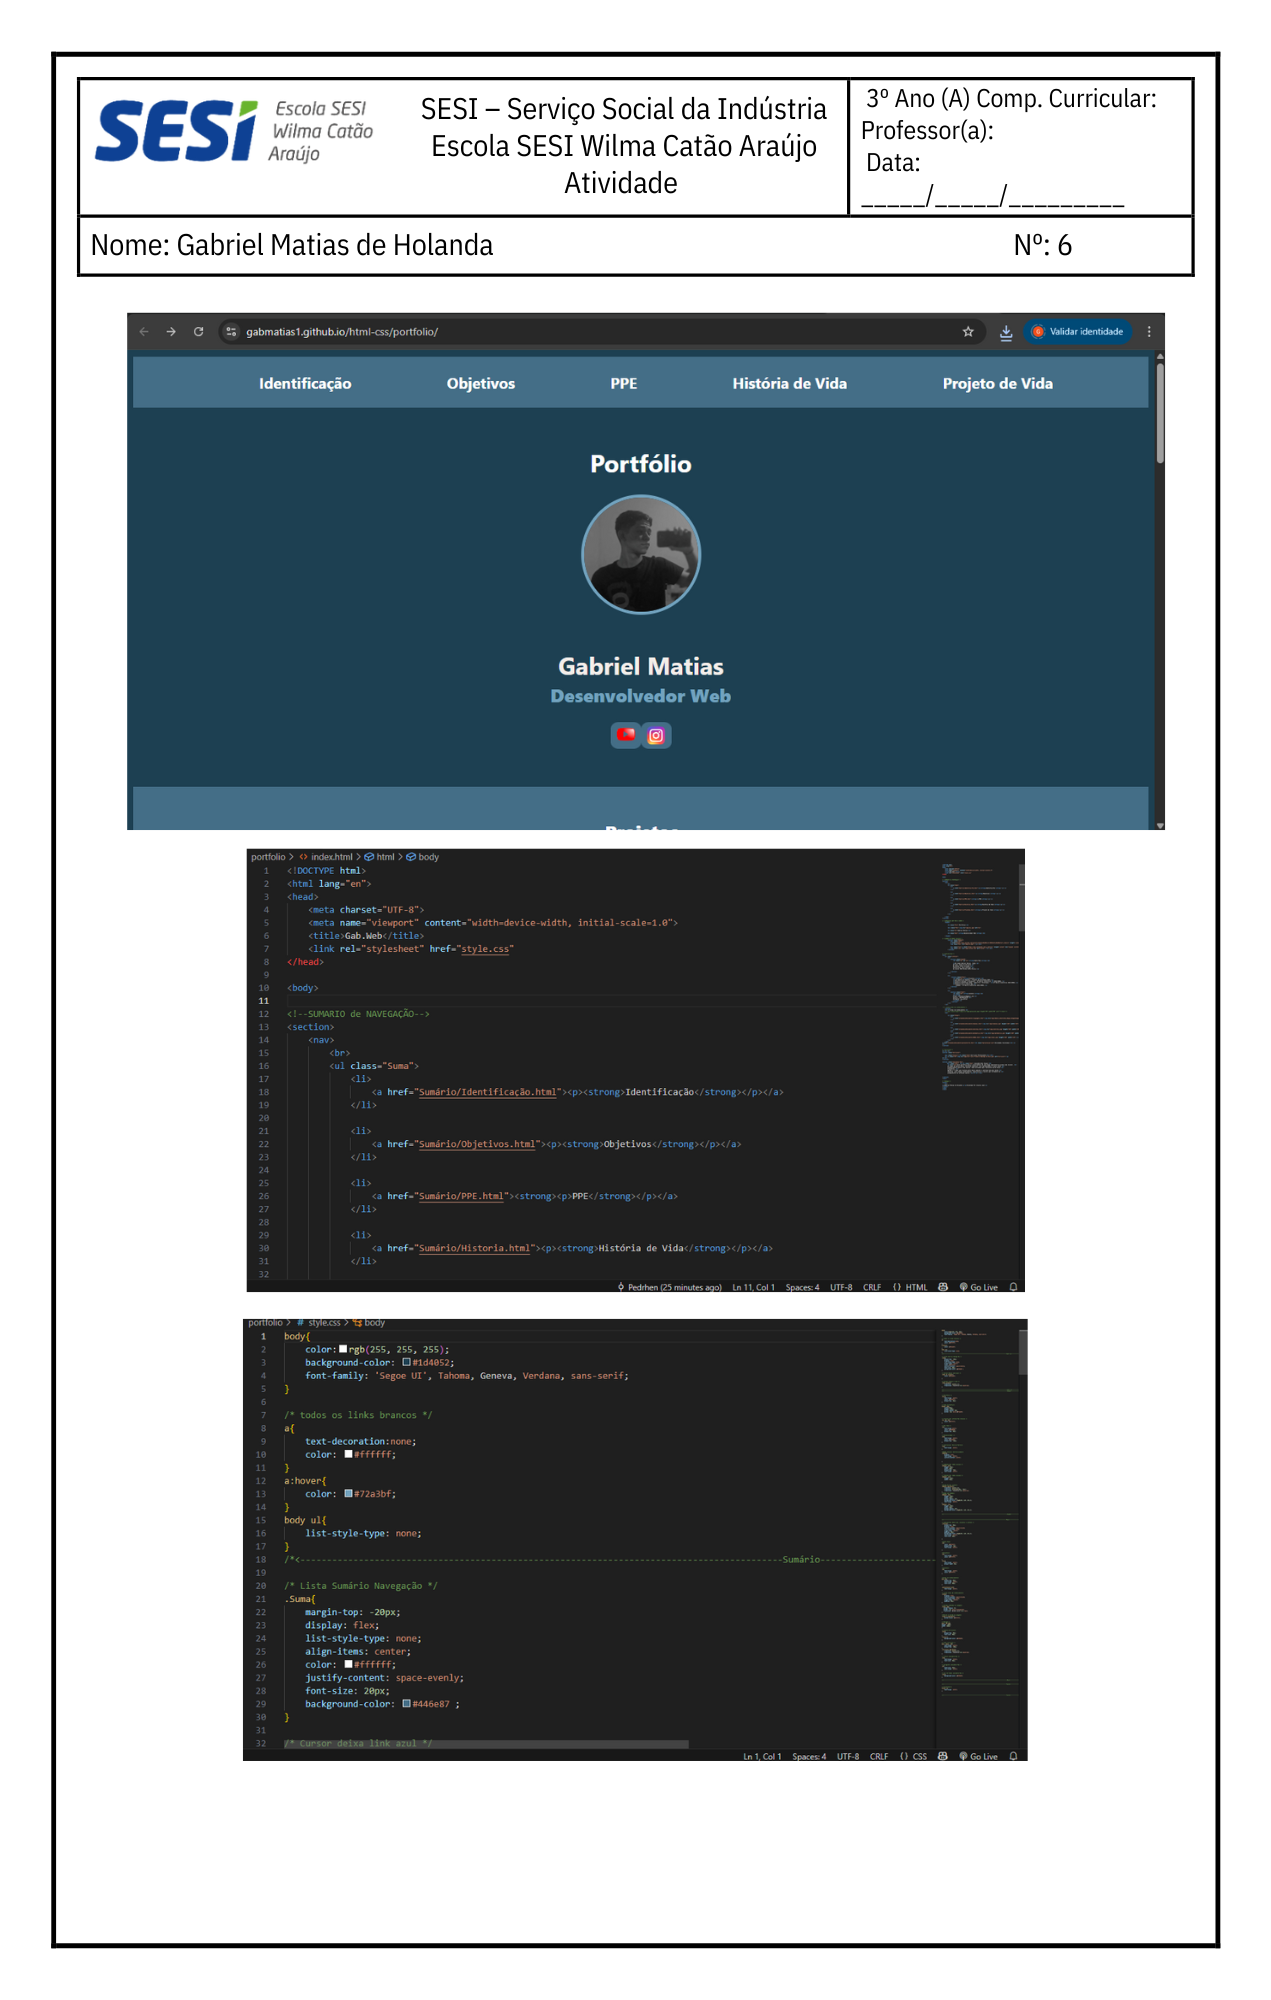 SESI
Escola SESI
Wilma Catão
Araújo
SESI – Serviço Social da Indústria
Escola SESI Wilma Catão Araújo
Atividade
3º Ano (A) Comp. Curricular:
Professor(a):
Data:
_____/_____/_________
Nome: Gabriel Matias de Holanda Nº: 6
gabmatias1.github.io/html-css/portfolio/ Validar identidade
Identificação Objetivos PPE História de Vida Projeto de Vida
Portfólio
Gabriel Matias
Desenvolvedor Web
Projetos
portfolio > index.html > html > body
1 <!DOCTYPE html>
2 <html lang="en">
3 <head>
4 <meta charset="UTF-8">
5 <meta name="viewport" content="width=device-width, initial-scale=1.0">
6 <title>Gab.Web</title>
7 <link rel="stylesheet" href="style.css"
8 </head>
9
10 <body>
11
12 <!--SUMARIO de NAVEGAÇÃO-->
13 <section>
14 <nav>
15 <br>
16 <ul class="Suma">
17 <li>
18 <a href="Sumário/Identificação.html"><p><strong>Identificação</strong></p></a>
19 </li>
20
21 <li>
22 <a href="Sumário/Objetivos.html"><p><strong>Objetivos</strong></p></a>
23 </li>
24
25 <li>
26 <a href="Sumário/PPE.html"><strong><p>PPE</strong></p></a>
27 </li>
28
29 <li>
30 <a href="Sumário/Historia.html"><p><strong>História de Vida</strong></p></a>
31 </li>
32
Pedrhen (25 minutes ago) Ln 11, Col 1 Spaces: 4 UTF-8 CRLF {} HTML Go Live
portfolio > # style.css > body
1 body{
2 color: rgb(255, 255, 255);
3 background-color: #1d4052;
4 font-family: 'Segoe UI', Tahoma, Geneva, Verdana, sans-serif;
5 }
6
7 /* todos os links brancos */
8 a{
9 text-decoration:none;
10 color: #ffffff;
11 }
12 a:hover{
13 color: #72a3bf;
14 }
15 body ul{
16 list-style-type: none;
17 }
18 /*<-------------------------------------------------------------------------------------------Sumário----------------------
19
20 /* Lista Sumário Navegação */
21 .Suma{
22 margin-top: -20px;
23 display: flex;
24 list-style-type: none;
25 align-items: center;
26 color: #ffffff;
27 justify-content: space-evenly;
28 font-size: 20px;
29 background-color: #446e87 ;
30 }
31
32 /* Cursor deixa link azul */
Ln 1, Col 1 Spaces: 4 UTF-8 CRLF {} CSS Go Live